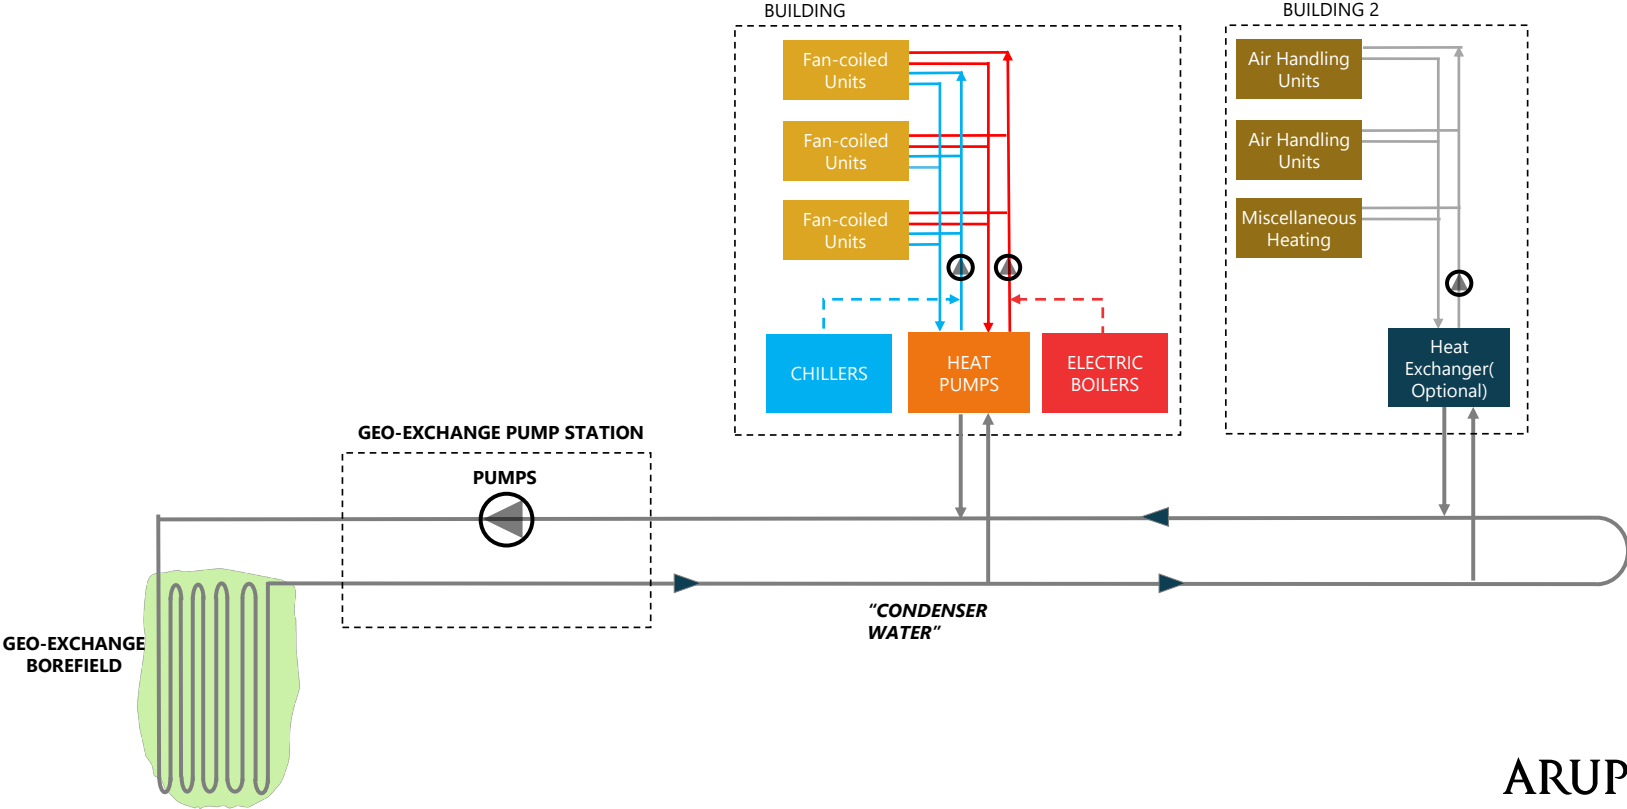 BUILDING
BUILDING 2
Fan-coiled
Units
Fan-coiled
Units
Fan-coiled
Units
Air Handling
Units
Air Handling
Units
Miscellaneous
Heating
CHILLERS
HEAT
PUMPS
ELECTRIC
BOILERS
Heat
Exchanger(
Optional)
GEO-EXCHANGE PUMP STATION
PUMPS
“CONDENSER
WATER”
GEO-EXCHANGE
BOREFIELD
ARUP